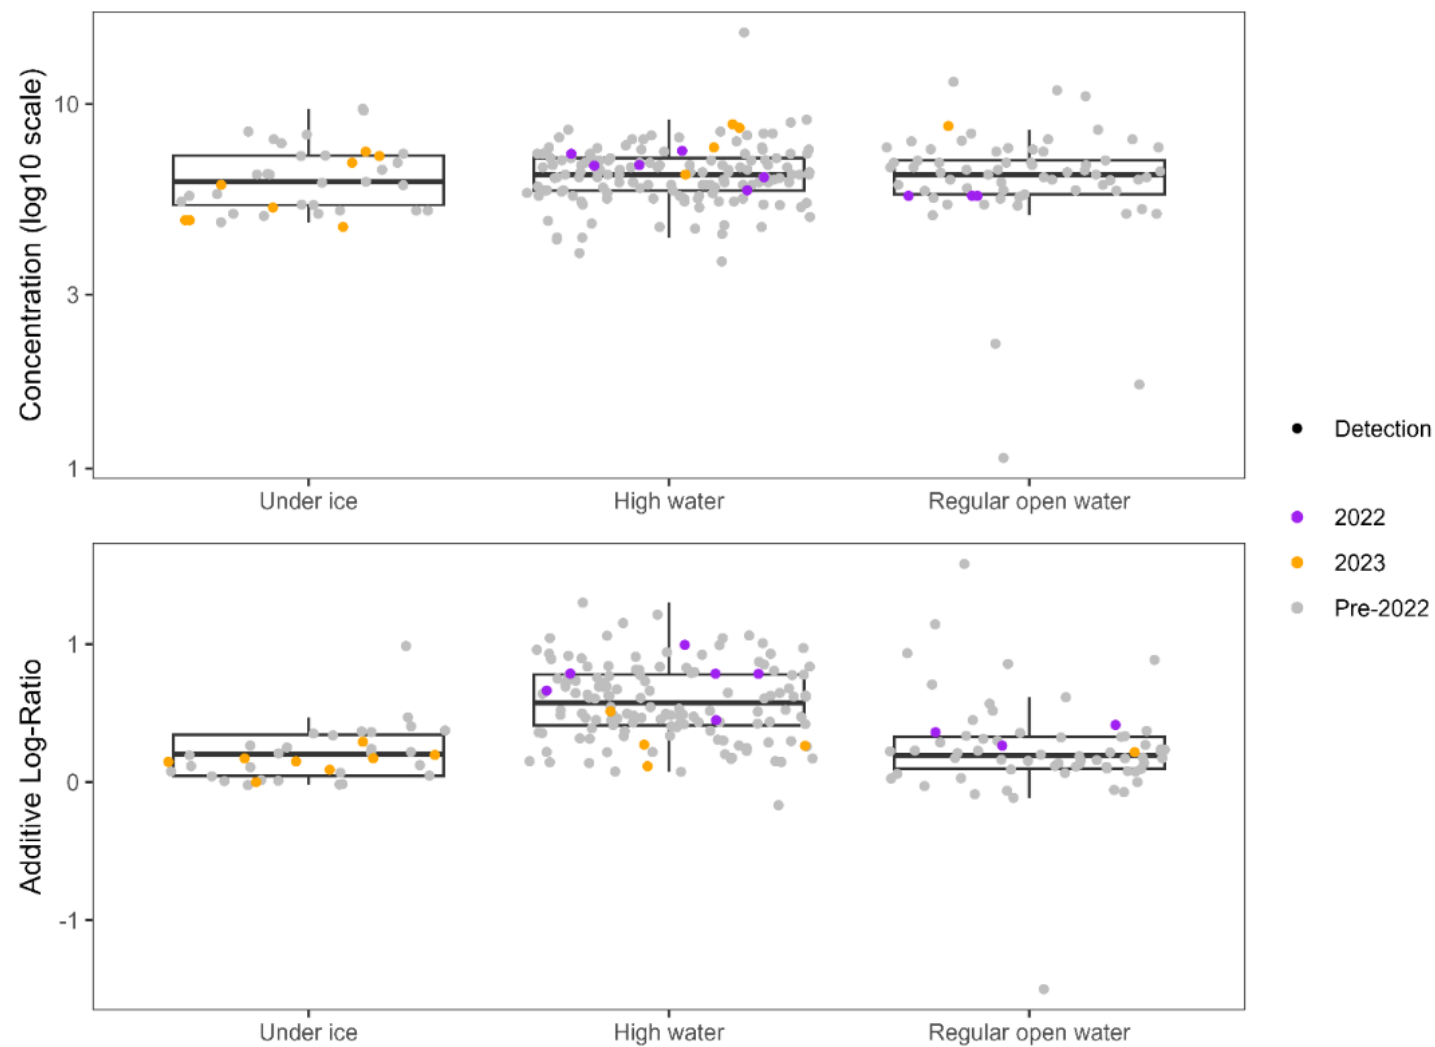 Concentration (log10 scale)
10
3
1
Under ice
High water
Regular open water
Detection
2022
2023
Pre-2022
Additive Log-Ratio
1
0
-1
Under ice
High water
Regular open water